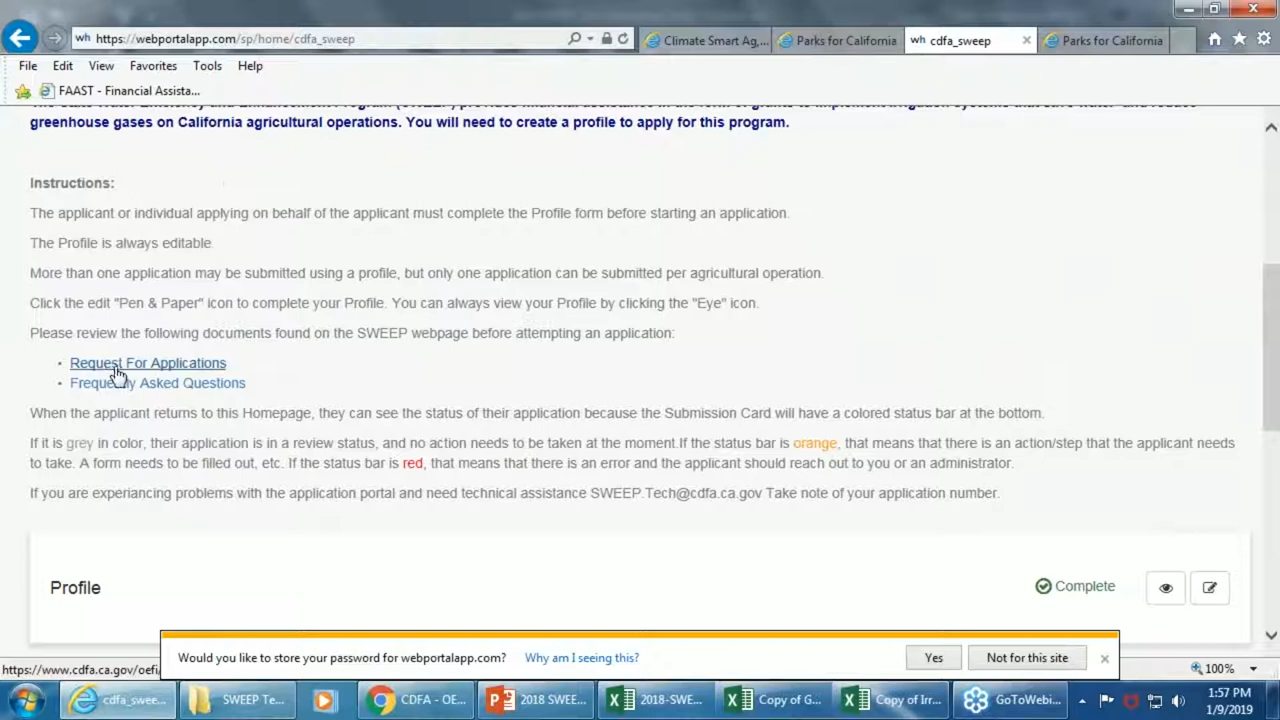 https://webportalapp.com/sp/home/cdfa_sweep
Climate Smart Ag,...
Parks for California
wh cdfa_sweep
Parks for California
File Edit View Favorites Tools Help
FAAST - Financial Assista...
greenhouse gases on California agricultural operations. You will need to create a profile to apply for this program.
Instructions:
The applicant or individual applying on behalf of the applicant must complete the Profile form before starting an application.
The Profile is always editable
More than one application may be submitted using a profile, but only one application can be submitted per agricultural operation.
Click the edit "Pen & Paper" icon to complete your Profile. You can always view your Profile by clicking the "Eye" icon.
Please review the following documents found on the SWEEP webpage before attempting an application:
• Request For Applications
• Frequently Asked Questions
When the applicant returns to this Homepage, they can see the status of their application because the Submission Card will have a colored status bar at the bottom.
If it is grey in color, their application is in a review status, and no action needs to be taken at the moment.If the status bar is orange, that means that there is an action/step that the applicant needs
to take. A form needs to be filled out, etc. If the status bar is red, that means that there is an error and the applicant should reach out to you or an administrator.
If you are experiencing problems with the application portal and need technical assistance SWEEP.Tech@cdfa.ca.gov Take note of your application number.
Profile
Complete
Would you like to store your password for webportalapp.com? Why am I seeing this? Yes Not for this site
https://www.cdfa.ca.gov/oefi/
100%
cdfa_swee...
SWEEP Te...
CDFA - OE...
2018 SWEE...
2018-SWE...
Copy of G...
Copy of Irr...
GoToWebi...
1:57 PM
1/9/2019